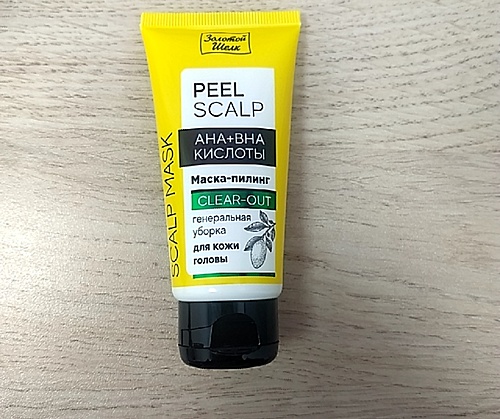 Золотой
Шелк
PEEL
SCALP
AHA+BHA
КИСЛОТЫ
Маска-пилинг
CLEAR-OUT
генеральная
уборка
для кожи
головы
SCALP MASK